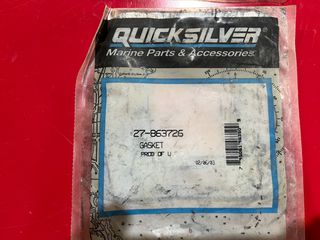 QUICKSILVER
Marine Parts & Accessories
27-863726
GASKET
PROD OF U
02/06/03